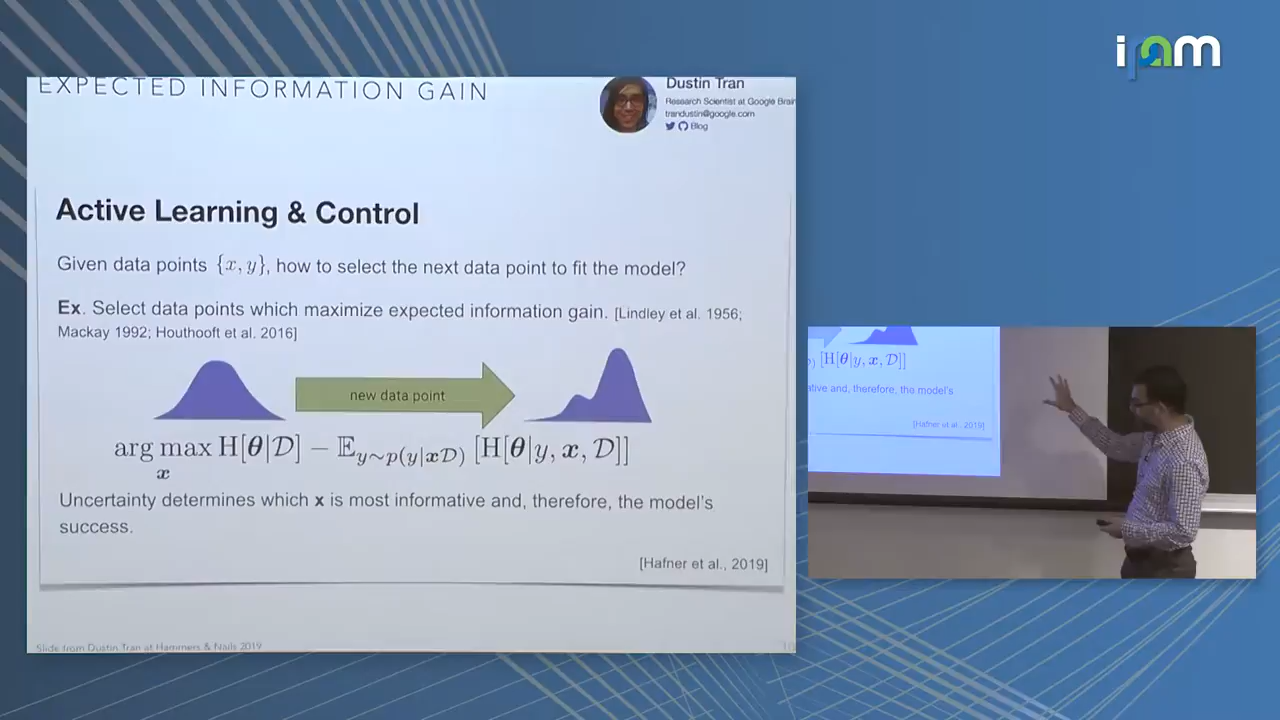 ipam
EXPECTED INFORMATION GAIN
Dustin Tran
Research Scientist at Google Brain
trandustin@google.com
Blog
Active Learning & Control
Given data points {x, y}, how to select the next data point to fit the model?
Ex. Select data points which maximize expected information gain. [Lindley et al. 1956;
Mackay 1992; Houthooft et al. 2016]
new data point
arg max H[θ|D] − E_{y∼p(y|xD)} [H[θ|y, x, D]]
x
Uncertainty determines which x is most informative and, therefore, the model's
success.
[Hafner et al., 2019]
Slide from Dustin Tran at Hammers & Nails 2019
[H[θ|y, x, D]]
ative and, therefore, the model's
[Hafner et al., 2019]